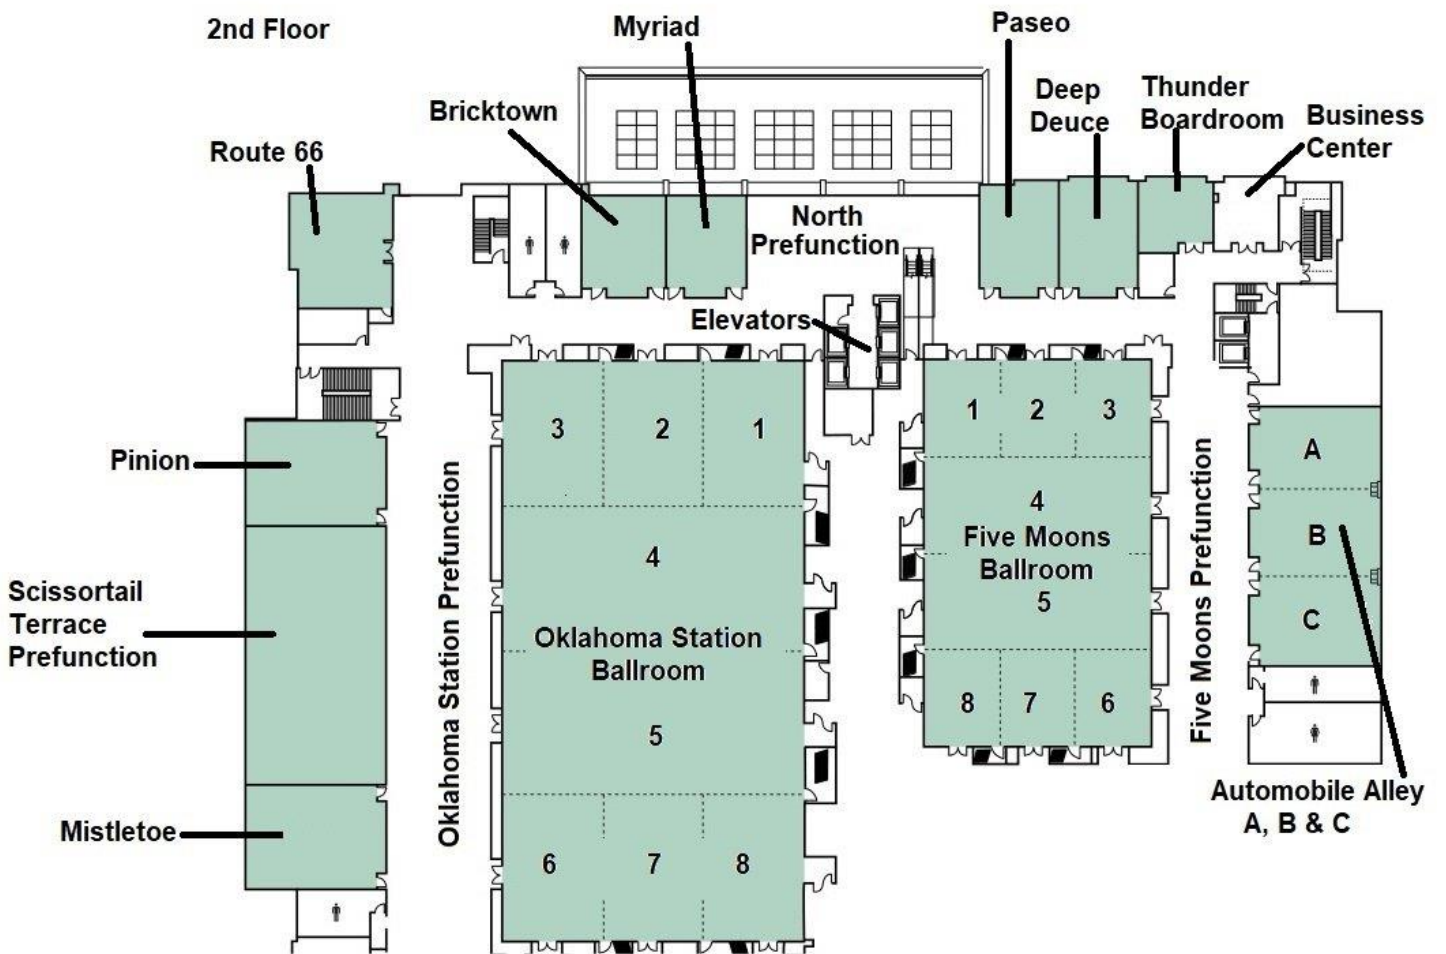 2nd Floor
Myriad
Paseo
Bricktown
Deep
Deuce
Thunder
Boardroom
Business
Center
Route 66
North
Prefunction
Elevators
3
2
1
1
2
3
A
Pinion
4
4
Five Moons
Ballroom
5
B
Scissortail
Terrace
Prefunction
Oklahoma Station Prefunction
Oklahoma Station
Ballroom
Five Moons Prefunction
C
5
8
7
6
Mistletoe
6
7
8
Automobile Alley
A, B & C